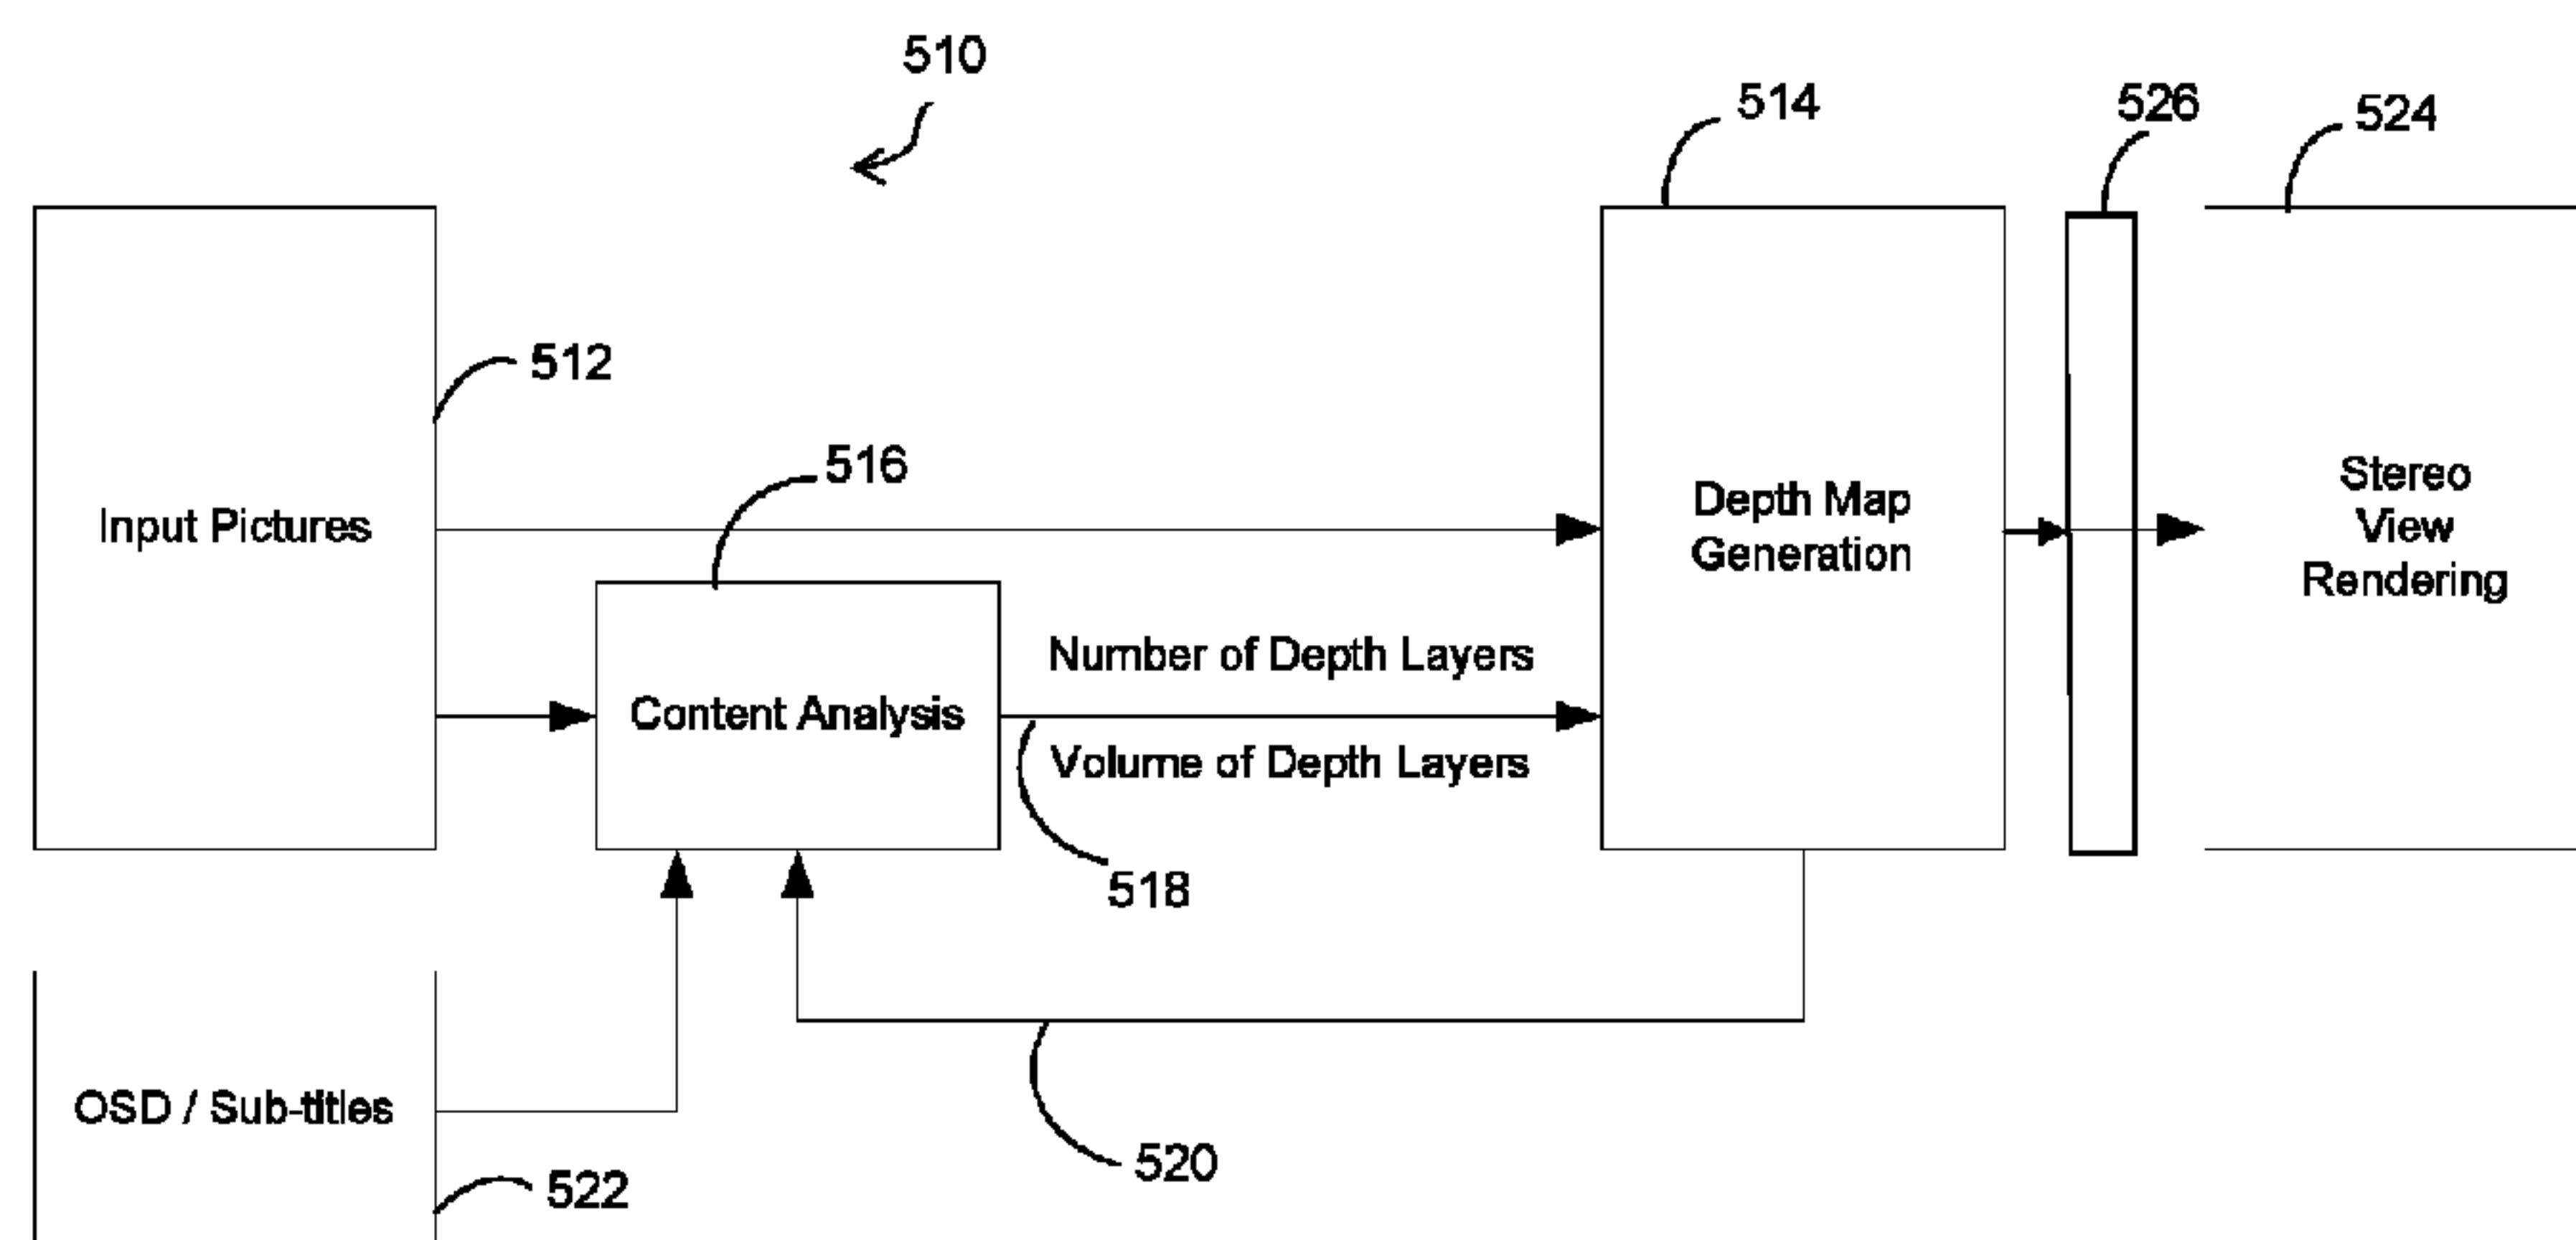 510
514
526
524
512
516
Input Pictures
Depth Map
Generation
Stereo
View
Rendering
Number of Depth Layers
Content Analysis
Volume of Depth Layers
518
OSD / Sub-titles
520
522